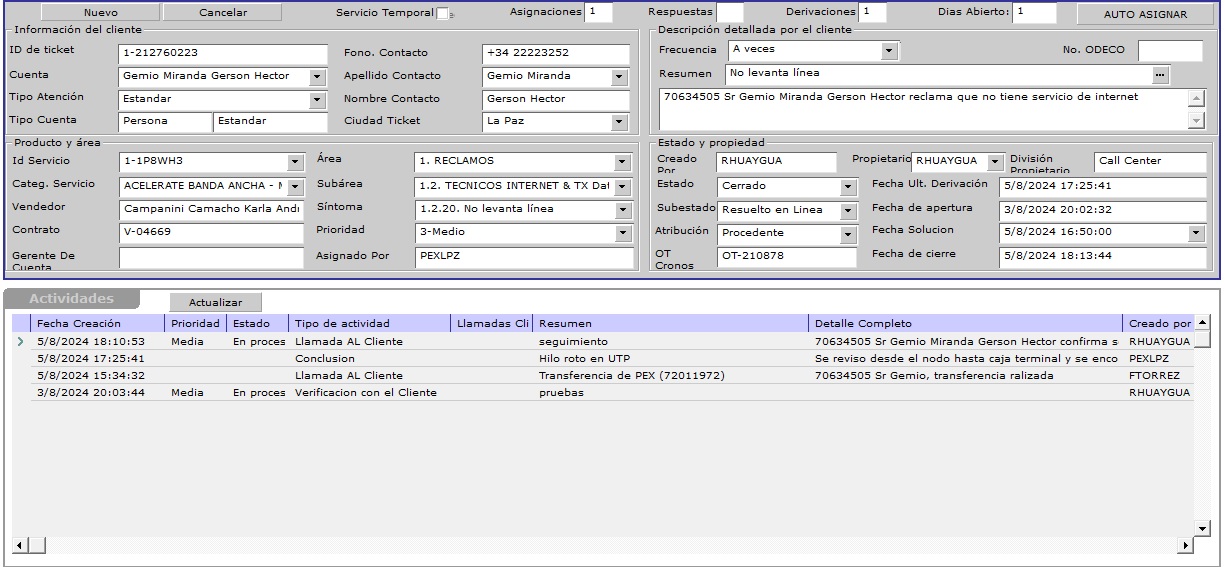 Nuevo Cancelar Servicio Temporal Asignaciones 1 Respuestas Derivaciones 1 Dias Abierto: 1 AUTO ASIGNAR
Información del cliente
ID de ticket 1-212760223 Fono. Contacto +34 22223252
Cuenta Gemio Miranda Gerson Hector Apellido Contacto Gemio Miranda
Tipo Atención Estandar Nombre Contacto Gerson Hector
Tipo Cuenta Persona Estandar Ciudad Ticket La Paz
Descripción detallada por el cliente
Frecuencia A veces No. ODECO
Resumen No levanta línea ...
70634505 Sr Gemio Miranda Gerson Hector reclama que no tiene servicio de internet
Producto y área
Id Servicio 1-1P8WH3 Área 1. RECLAMOS
Categ. Servicio ACELERATE BANDA ANCHA - Subárea 1.2. TECNICOS INTERNET & TX Dat
Vendedor Campanini Camacho Karla Andr Síntoma 1.2.20. No levanta línea
Contrato V-04669 Prioridad 3-Medio
Gerente De Cuenta Asignado Por PEXLPZ
Estado y propiedad
Creado Por RHUAYGUA Propietario RHUAYGUA División Propietario Call Center
Estado Cerrado Fecha Ult. Derivación 5/8/2024 17:25:41
Subestado Resuelto en Linea Fecha de apertura 3/8/2024 20:02:32
Atribución Procedente Fecha Solucion 5/8/2024 16:50:00
OT Cronos OT-210878 Fecha de cierre 5/8/2024 18:13:44
Actividades Actualizar
Fecha Creación Prioridad Estado Tipo de actividad Llamadas Cli Resumen Detalle Completo Creado por
5/8/2024 18:10:53 Media En proces Llamada AL Cliente seguimiento 70634505 Sr Gemio Miranda Gerson Hector confirma s RHUAYGUA
5/8/2024 17:25:41 Conclusion Hilo roto en UTP Se reviso desde el nodo hasta caja terminal y se enco PEXLPZ
5/8/2024 15:34:32 Llamada AL Cliente Transferencia de PEX (72011972) 70634505 Sr Gemio, transferencia ralizada FTORREZ
3/8/2024 20:03:44 Media En proces Verificacion con el Cliente pruebas RHUAYGUA